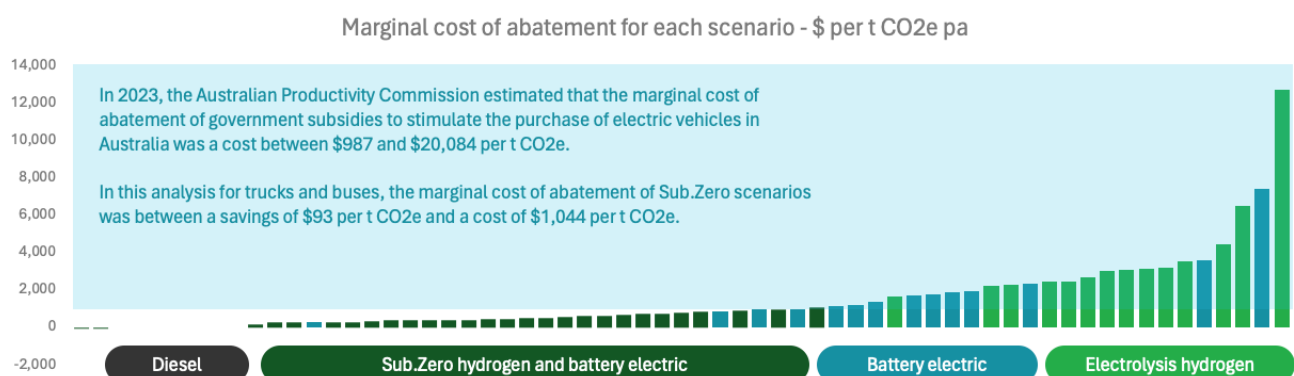 Marginal cost of abatement for each scenario - $ per t CO2e pa
14,000
In 2023, the Australian Productivity Commission estimated that the marginal cost of
12,000
abatement of government subsidies to stimulate the purchase of electric vehicles in
10,000
Australia was a cost between $987 and $20,084 per t CO2e.
8,000
In this analysis for trucks and buses, the marginal cost of abatement of Sub.Zero scenarios
6,000
was between a savings of $93 per t CO2e and a cost of $1,044 per t CO2e.
4,000
2,000
0
-2,000
Diesel
Sub.Zero hydrogen and battery electric
Battery electric
Electrolysis hydrogen